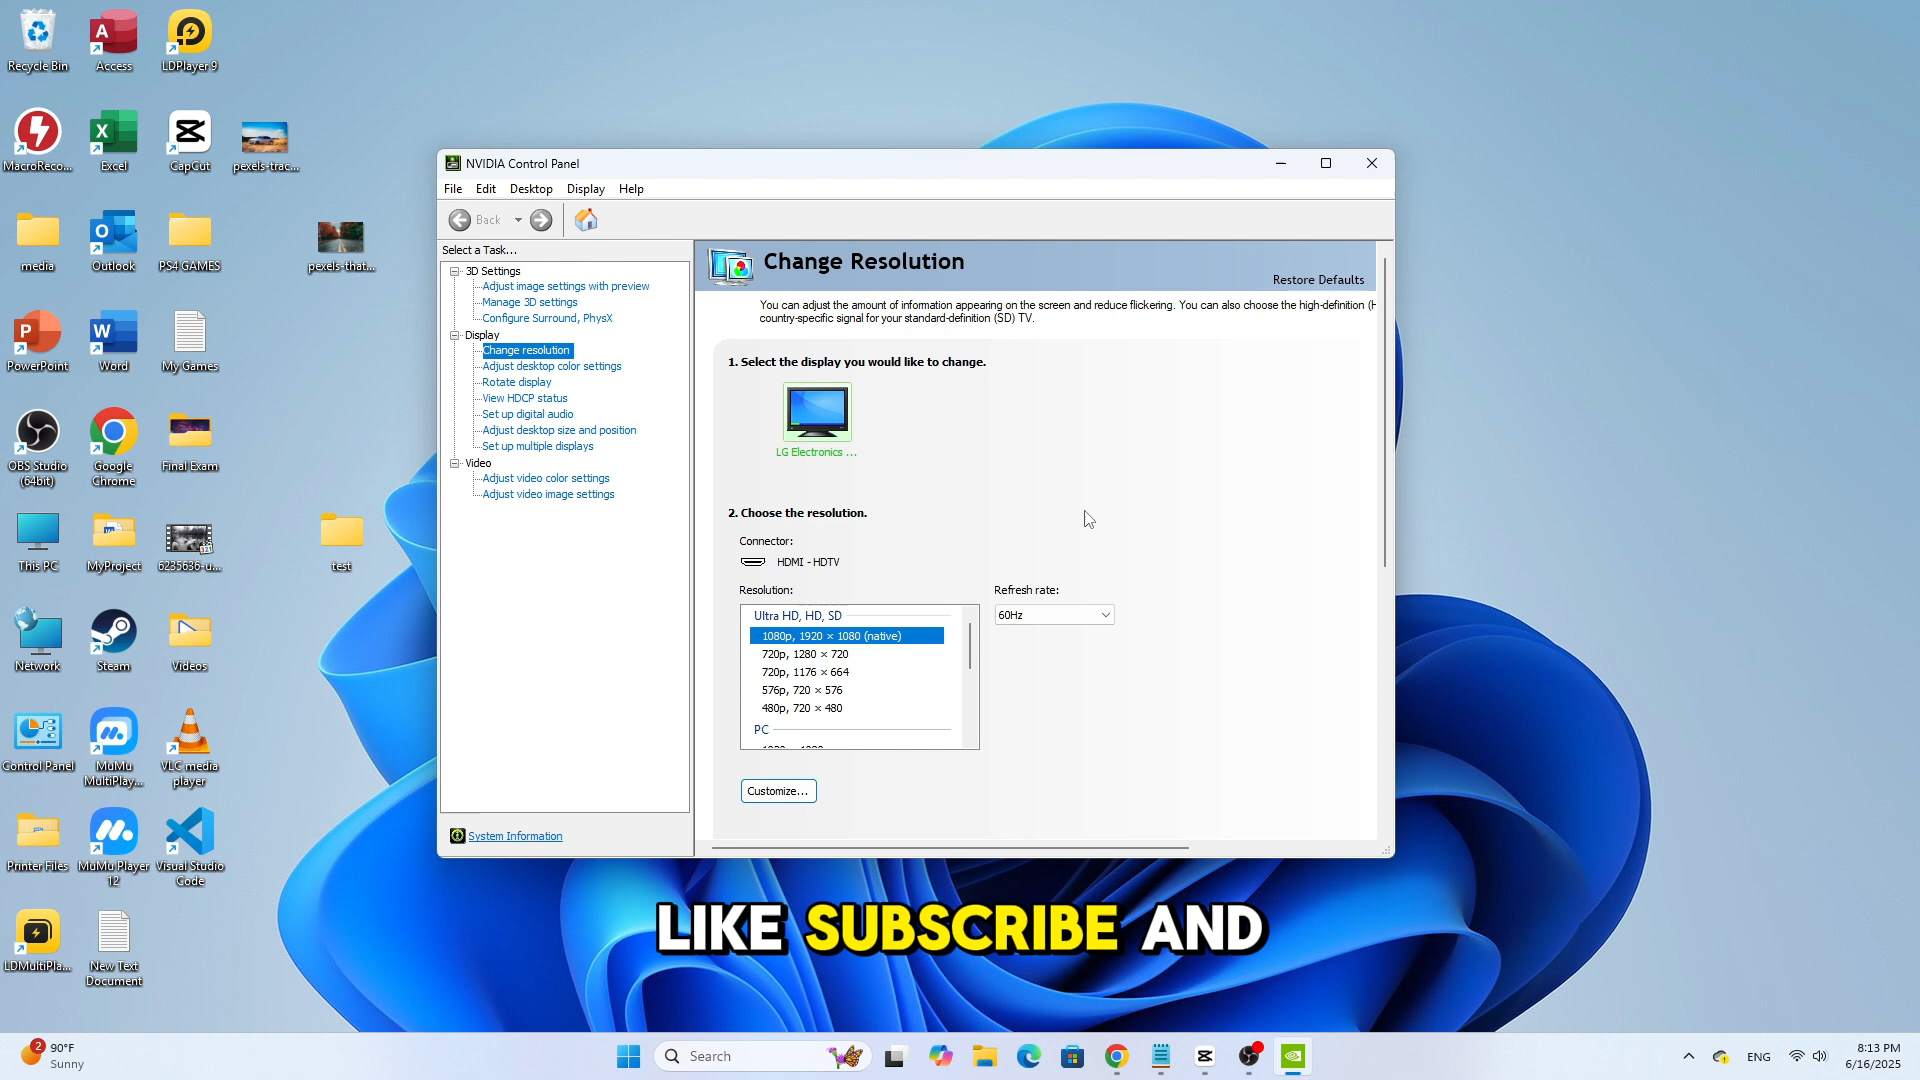 Recycle Bin
Access
LDPlayer 9
MacroReco...
Excel
CapCut
pexels-trac...
media
Outlook
PS4 GAMES
pexels-that...
PowerPoint
Word
My Games
OBS Studio
(64bit)
Google
Chrome
Final Exam
This PC
MyProject
6235636-u...
test
Network
Steam
Videos
Control Panel
MuMu
MultiPlay...
VLC media
player
Printer Files
MuMu Player
12
Visual Studio
Code
LDMultiPla...
New Text
Document
NVIDIA Control Panel
File Edit Desktop Display Help
Back
Select a Task...
3D Settings
Adjust image settings with preview
Manage 3D settings
Configure Surround, PhysX
Display
Change resolution
Adjust desktop color settings
Rotate display
View HDCP status
Set up digital audio
Adjust desktop size and position
Set up multiple displays
Video
Adjust video color settings
Adjust video image settings
System Information
Change Resolution
Restore Defaults
You can adjust the amount of information appearing on the screen and reduce flickering. You can also choose the high-definition (H
country-specific signal for your standard-definition (SD) TV.
1. Select the display you would like to change.
LG Electronics ...
2. Choose the resolution.
Connector:
HDMI - HDTV
Resolution:
Refresh rate:
Ultra HD, HD, SD
60Hz
1080p, 1920 × 1080 (native)
720p, 1280 × 720
720p, 1176 × 664
576p, 720 × 576
480p, 720 × 480
PC
Customize...
LIKE SUBSCRIBE AND
2
90°F
Sunny
Search
ENG
8:13 PM
6/16/2025